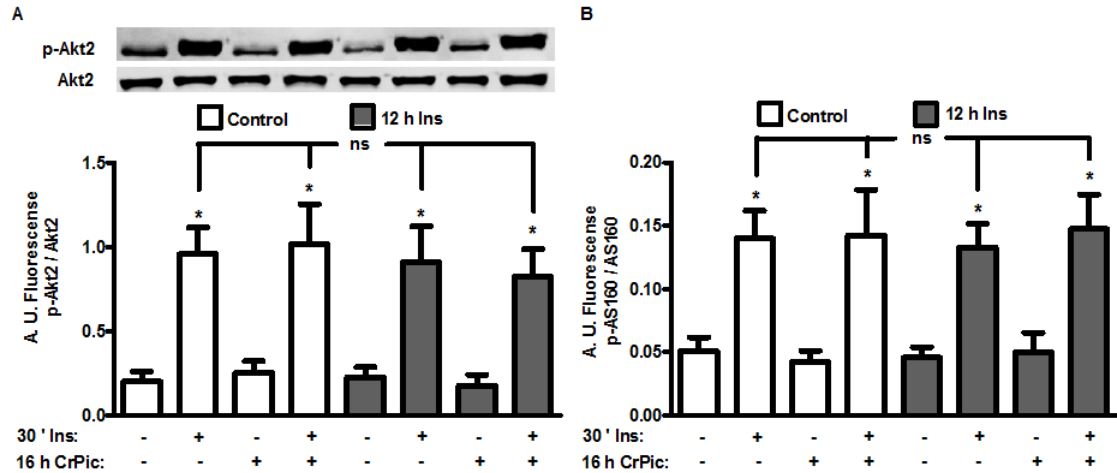 A
p-Akt2
Akt2
Control
12 h Ins
ns
A. U. Fluorescense
p-Akt2 / Akt2
1.5
1.0
0.5
0.0
* * * *
30 ' Ins: - + - + - + - +
16 h CrPic: - - + + - - + +
B
Control
12 h Ins
ns
A. U. Fluorescense
p-AS160 / AS160
0.20
0.15
0.10
0.05
0.00
* * * *
30 ' Ins: - + - + - + - +
16 h CrPic: - - + + - - + +